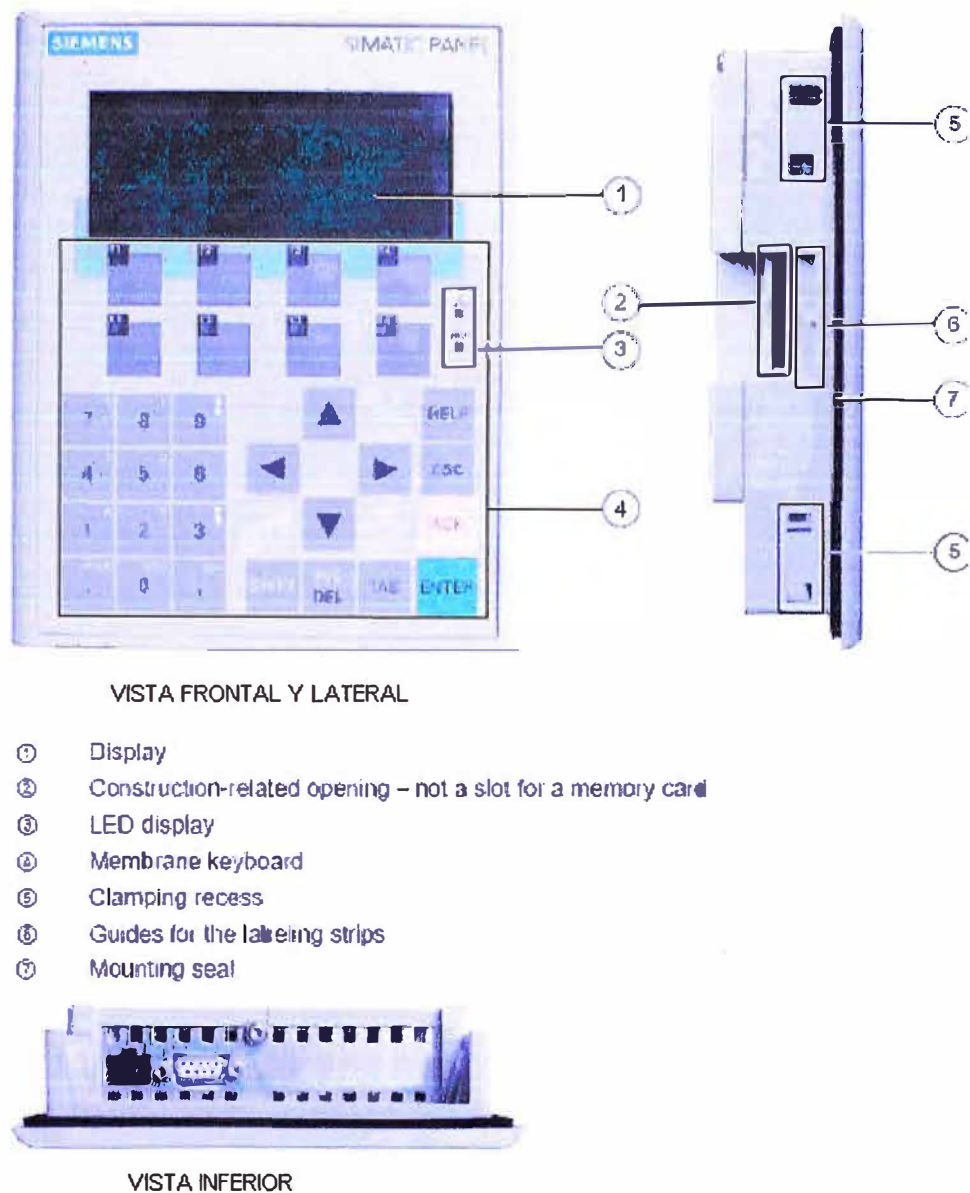 SIEMENS
SIMATIC PANEL
1
5
2
3
6
7
7 8 9
HELP
4 5 6
ESC
4
1 2 3
ACK
5
. 0 ,
DEL
TAB
ENTER
VISTA FRONTAL Y LATERAL
① Display
② Construction-related opening – not a slot for a memory card
③ LED display
④ Membrane keyboard
⑤ Clamping recess
⑥ Guides for the labeling strips
⑦ Mounting seal
VISTA INFERIOR